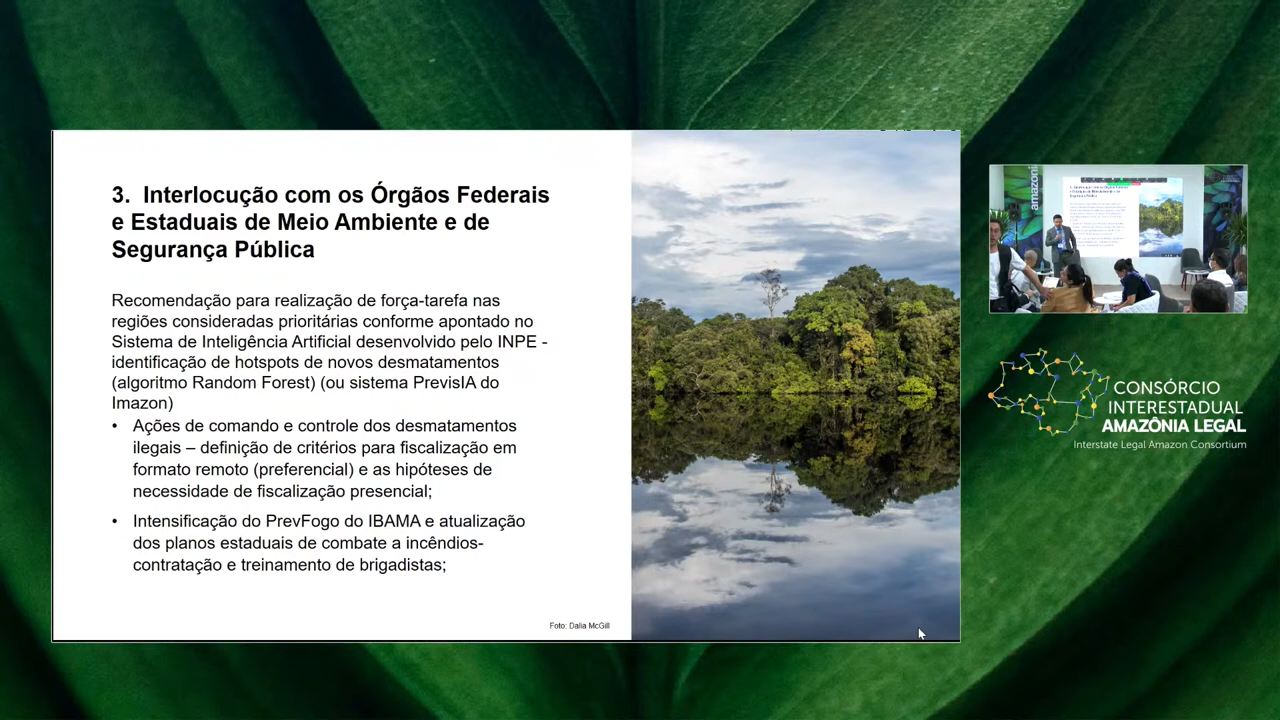 3. Interlocução com os Órgãos Federais
e Estaduais de Meio Ambiente e de
Segurança Pública
Recomendação para realização de força-tarefa nas
regiões consideradas prioritárias conforme apontado no
Sistema de Inteligência Artificial desenvolvido pelo INPE -
identificação de hotspots de novos desmatamentos
(algoritmo Random Forest) (ou sistema PrevisIA do
Imazon)
• Ações de comando e controle dos desmatamentos
ilegais – definição de critérios para fiscalização em
formato remoto (preferencial) e as hipóteses de
necessidade de fiscalização presencial;
• Intensificação do PrevFogo do IBAMA e atualização
dos planos estaduais de combate a incêndios-
contratação e treinamento de brigadistas;
Foto: Dalia McGill
amazoni
CONSÓRCIO
INTERESTADUAL
AMAZÔNIA LEGAL
Interstate Legal Amazon Consortium